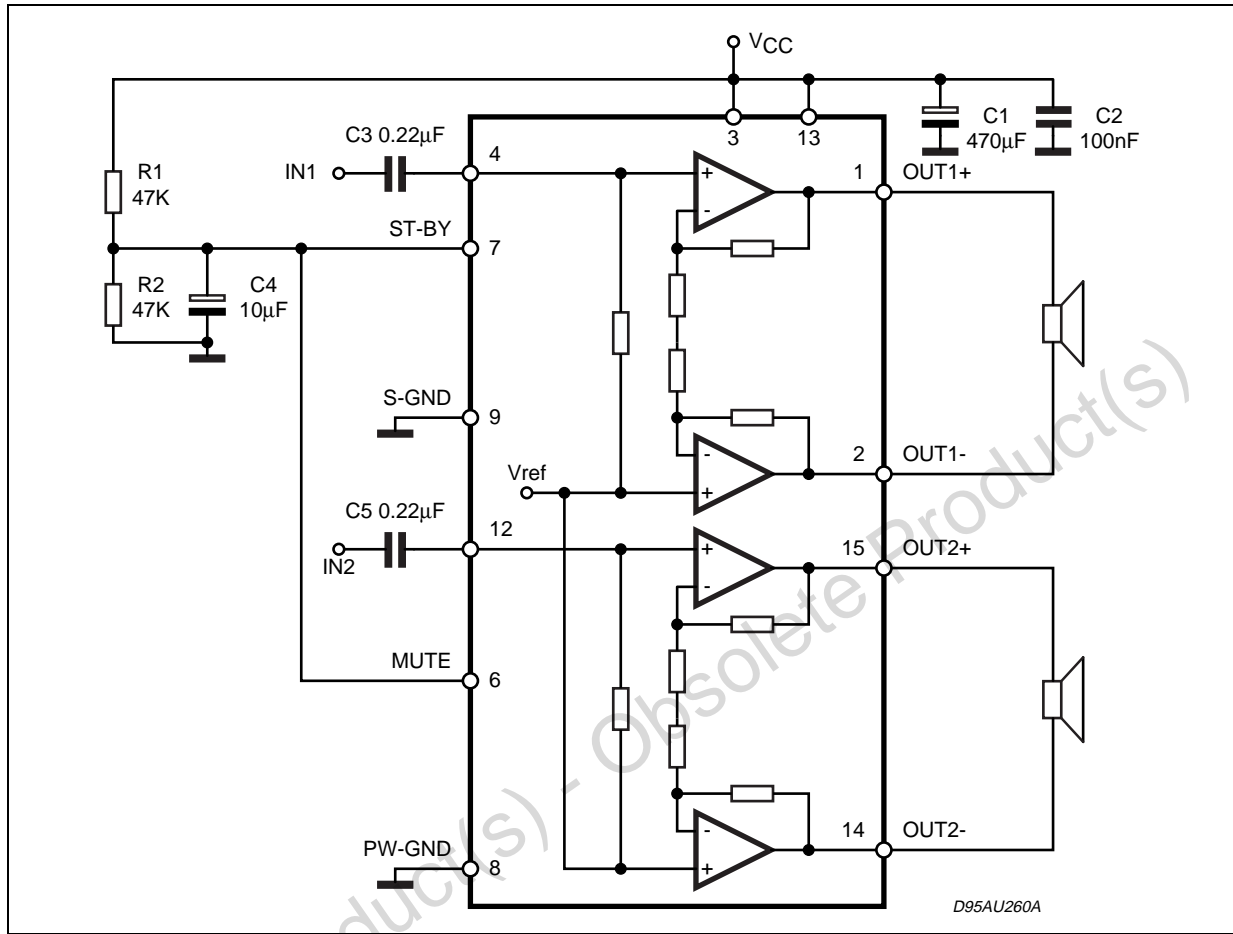 VCC
C3 0.22µF
IN1
4
3
13
C1
470µF
C2
100nF
R1
47K
+
-
1
OUT1+
ST-BY
7
R2
47K
C4
10µF
S-GND
9
-
+
2
OUT1-
Vref
C5 0.22µF
IN2
12
+
-
15
OUT2+
MUTE
6
-
+
14
OUT2-
PW-GND
8
D95AU260A
duct(s) - Obsolete Product(s)